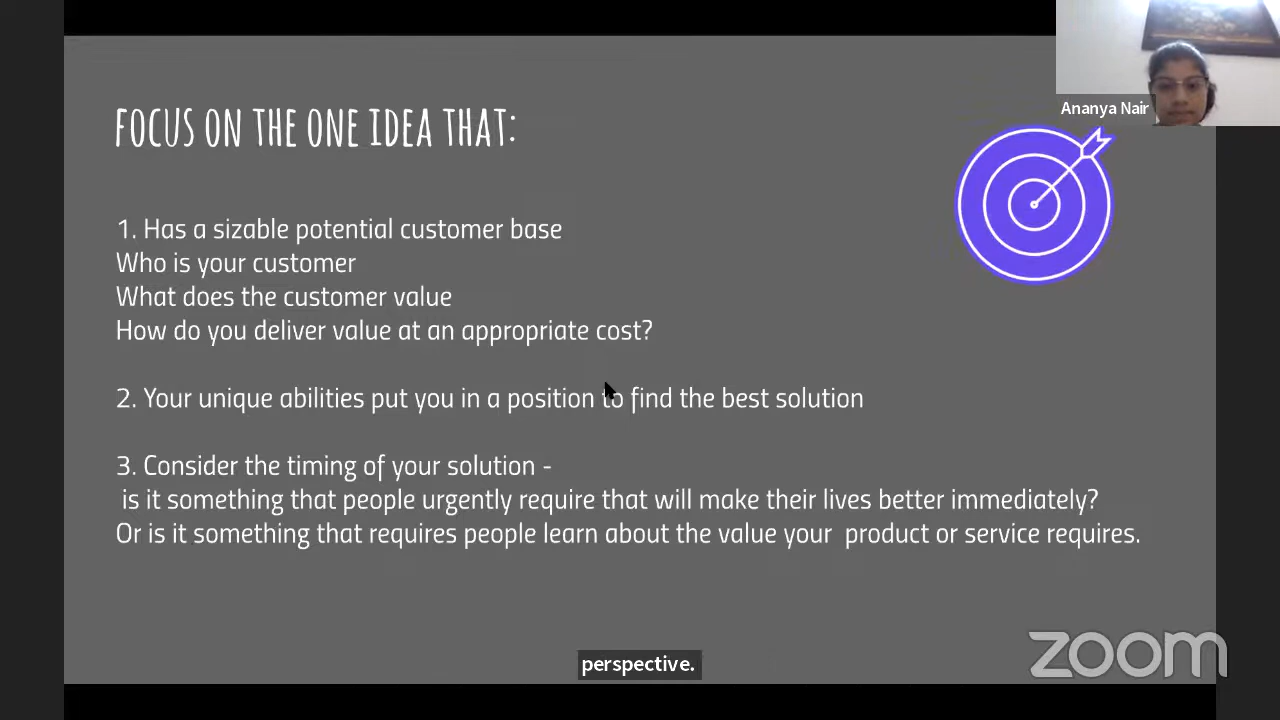 FOCUS ON THE ONE IDEA THAT:
Ananya Nair
1. Has a sizable potential customer base
Who is your customer
What does the customer value
How do you deliver value at an appropriate cost?
2. Your unique abilities put you in a position to find the best solution
3. Consider the timing of your solution -
is it something that people urgently require that will make their lives better immediately?
Or is it something that requires people learn about the value your product or service requires.
perspective.
zoom